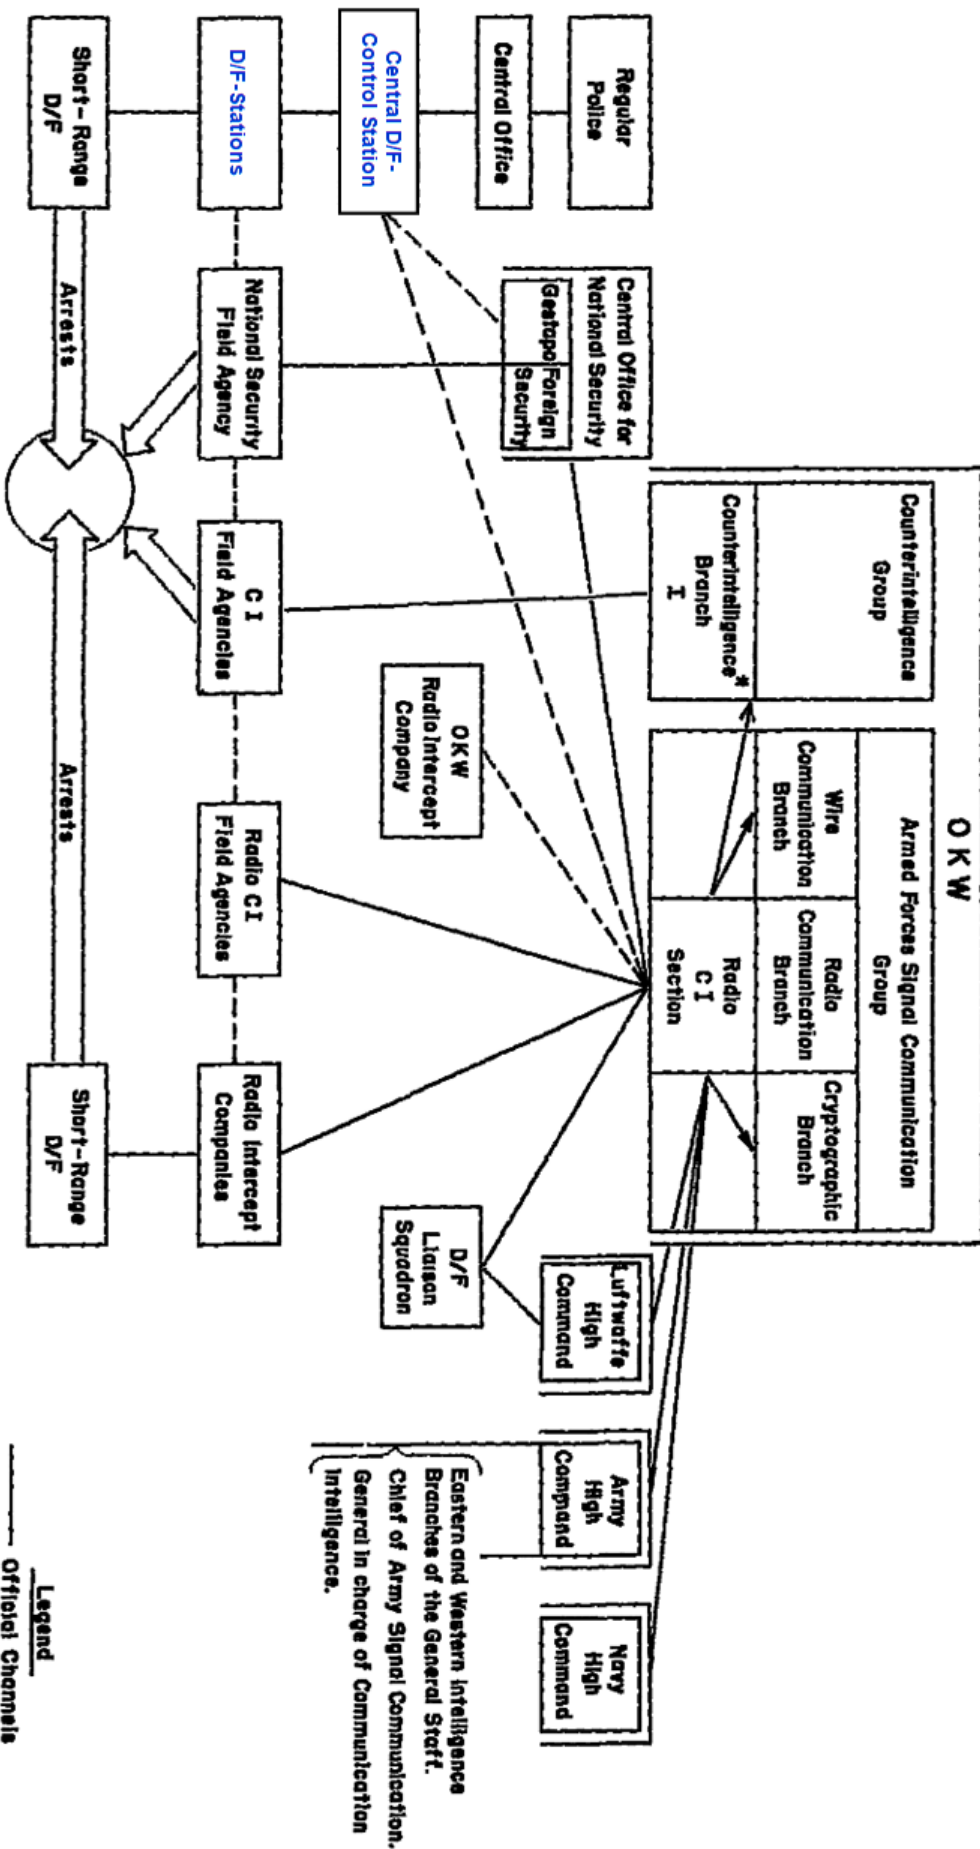 OKW
Counterintelligence
Group
Counterintelligence*
Branch
I
Armed Forces Signal Communication
Group
Wire
Communication
Branch
Radio
Communication
Branch
Cryptographic
Branch
Radio
CI
Section
Regular
Police
Central Office
Central D/F-
Control Station
D/F-Stations
Short-Range
D/F
Central Office for
National Security
Gestapo
Foreign
Security
Luftwaffe
High
Command
Army
High
Command
Navy
High
Command
OKW
Radio Intercept
Company
D/F
Liaison
Squadron
Eastern and Western Intelligence
Branches of the General Staff.
Chief of Army Signal Communication.
General in charge of Communication
Intelligence.
National Security
Field Agency
CI
Field Agencies
Radio CI
Field Agencies
Radio Intercept
Companies
Arrests
Arrests
Short-Range
D/F
Legend
Official Channels